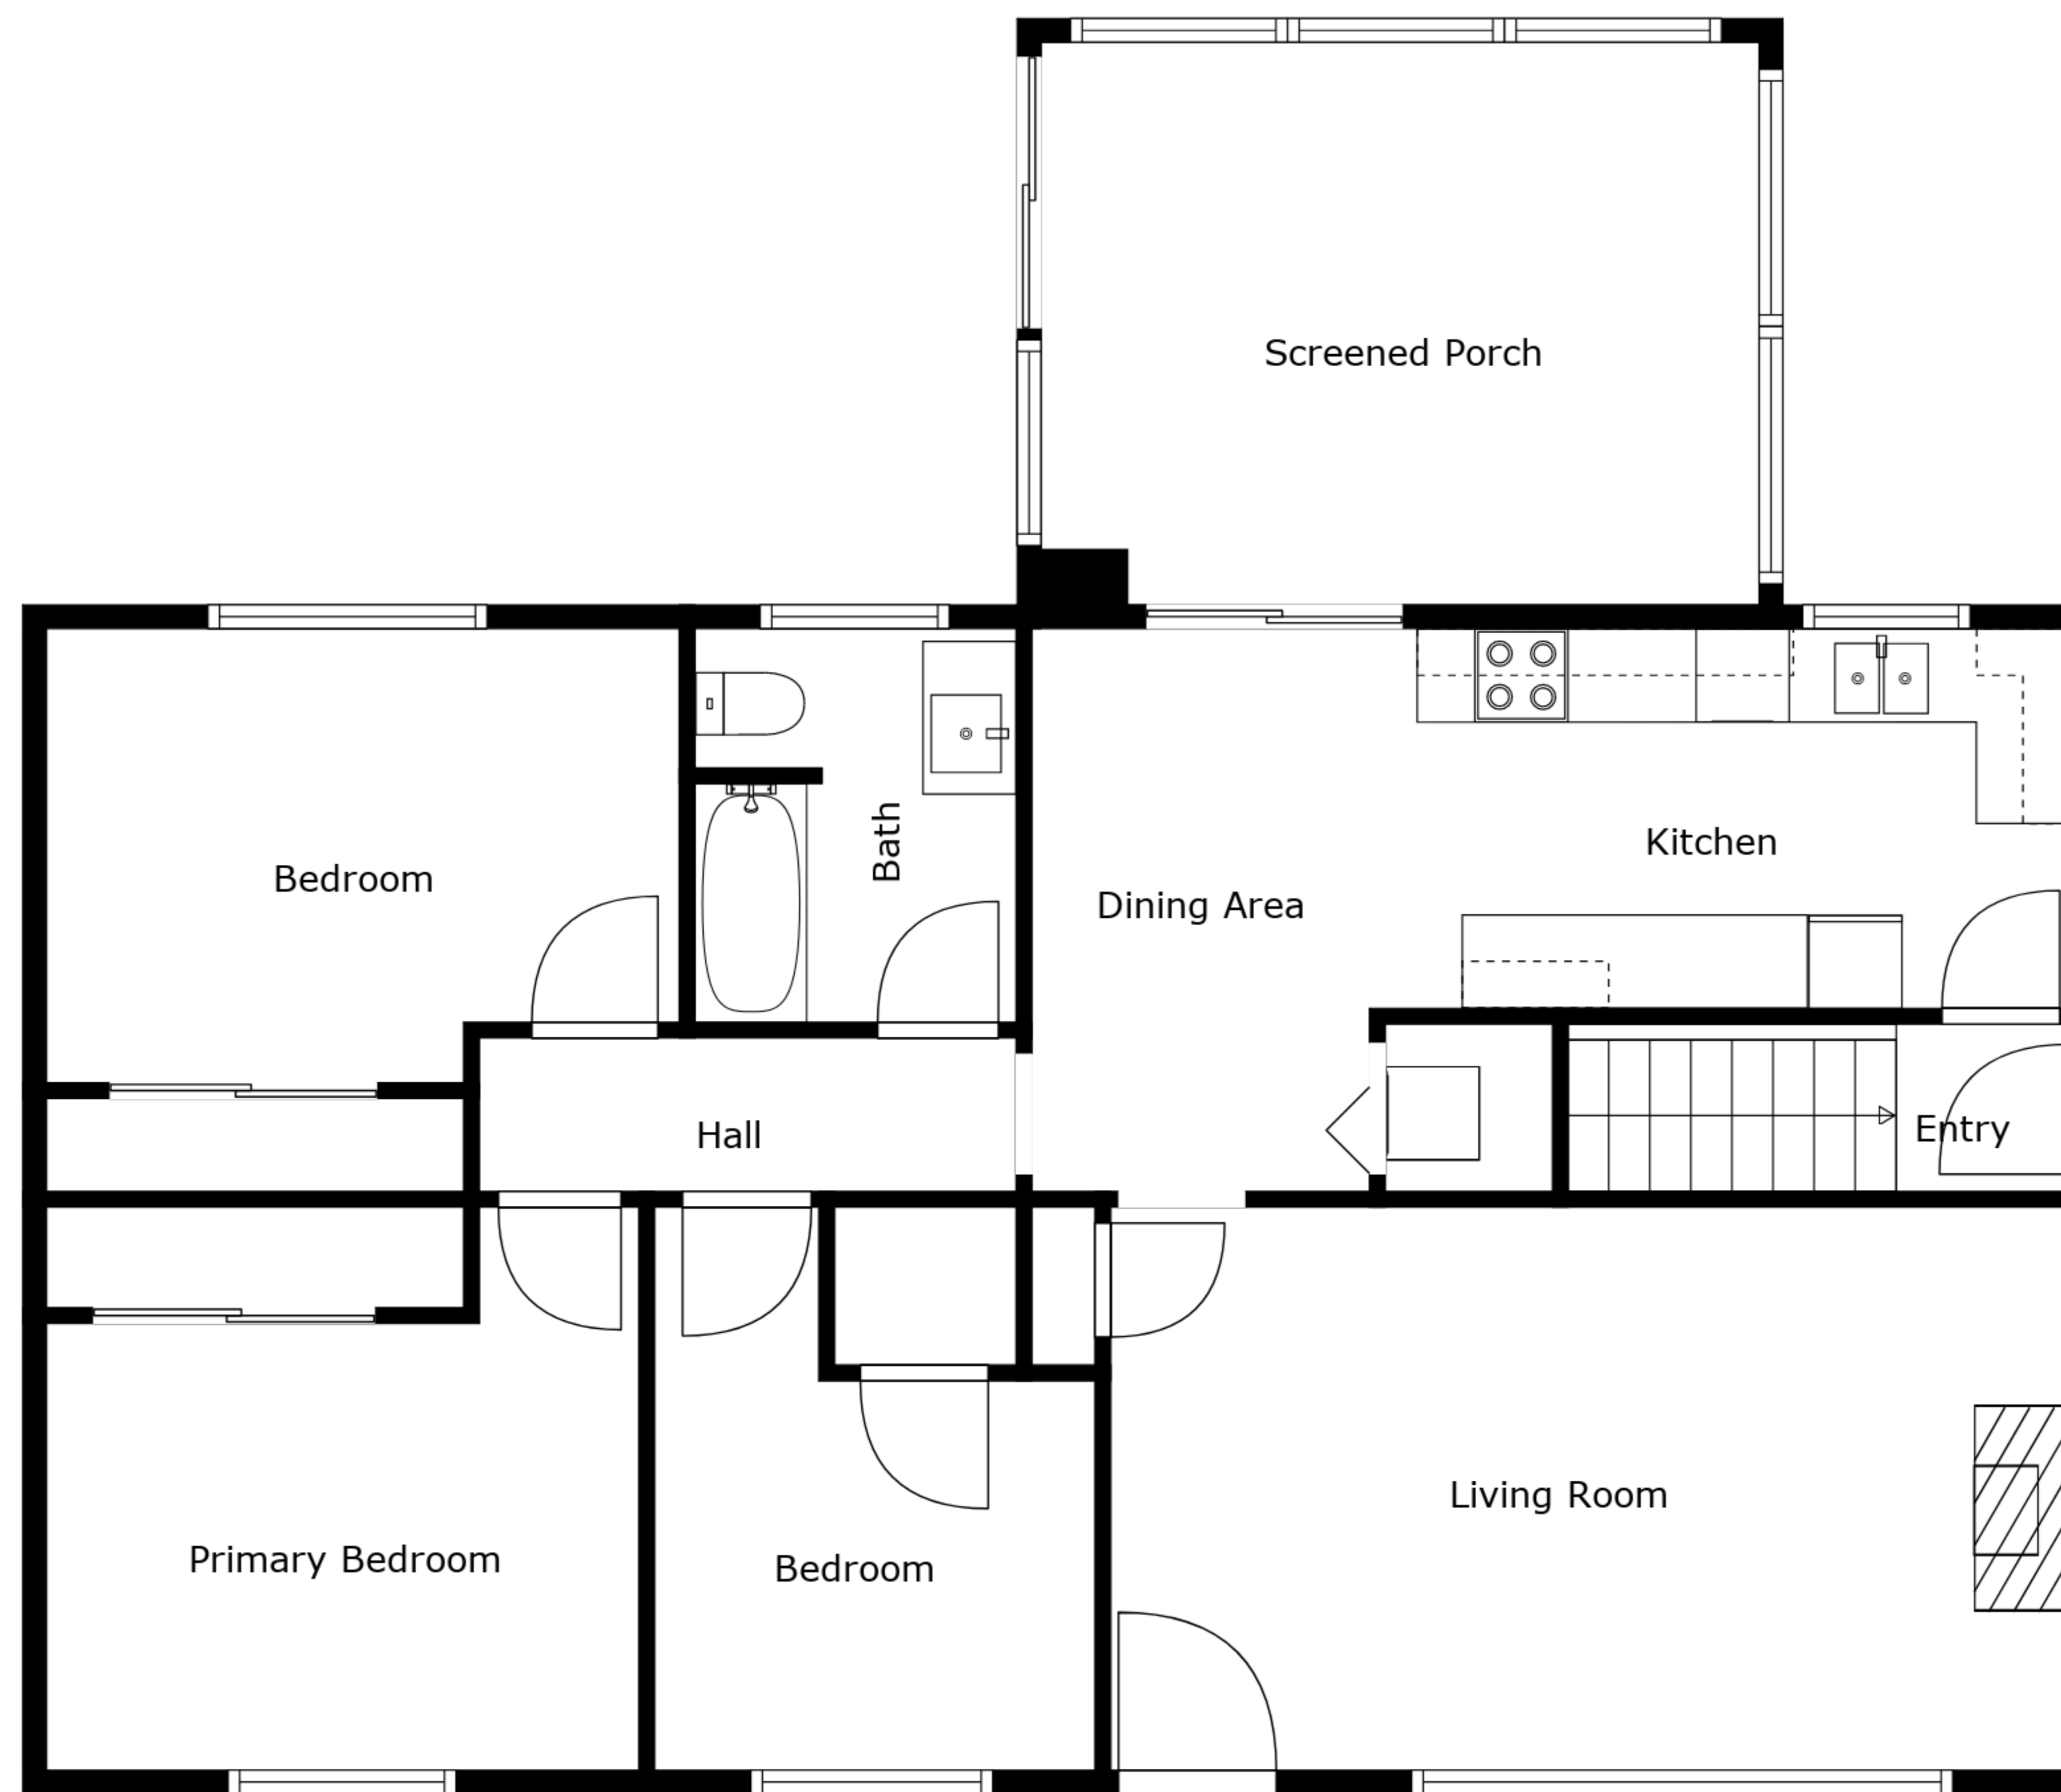 Screened Porch
Kitchen
Bedroom
Bath
Dining Area
Hall
Entry
Living Room
Primary Bedroom
Bedroom